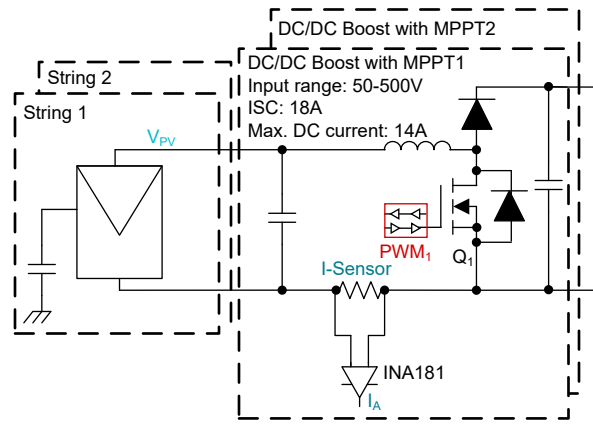 DC/DC Boost with MPPT2
DC/DC Boost with MPPT1
Input range: 50-500V
ISC: 18A
Max. DC current: 14A
String 2
String 1
VPV
PWM1
Q1
I-Sensor
INA181
IA